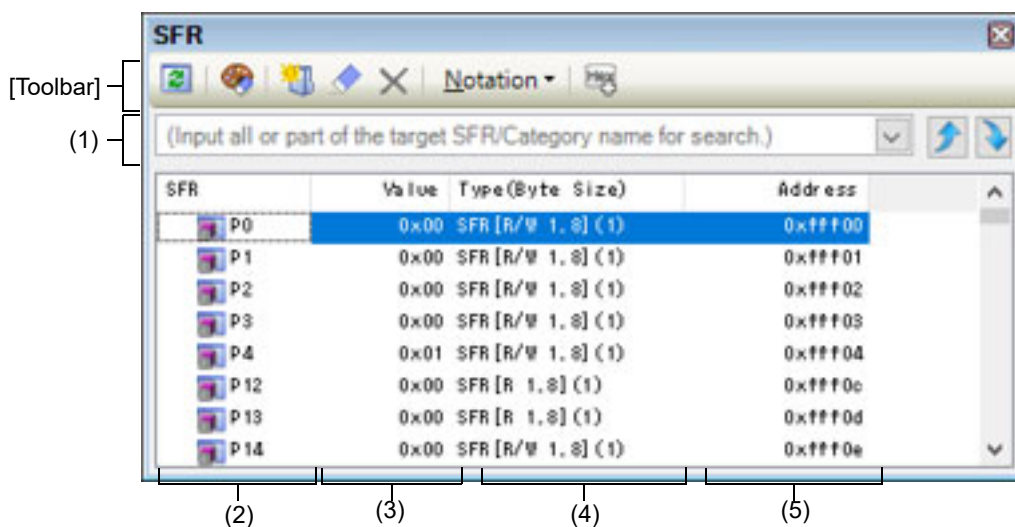 SFR
[Toolbar]
Notation
Hex
(1)
(Input all or part of the target SFR/Category name for search.)
SFR Value Type(Byte Size) Address
P0 0x00 SFR[R/W 1.8](1) 0xfff00
P1 0x00 SFR[R/W 1.8](1) 0xfff01
P2 0x00 SFR[R/W 1.8](1) 0xfff02
P3 0x00 SFR[R/W 1.8](1) 0xfff03
P4 0x01 SFR[R/W 1.8](1) 0xfff04
P12 0x00 SFR[R 1.8](1) 0xfff0c
P13 0x00 SFR[R 1.8](1) 0xfff0d
P14 0x00 SFR[R/W 1.8](1) 0xfff0e
(2) (3) (4) (5)